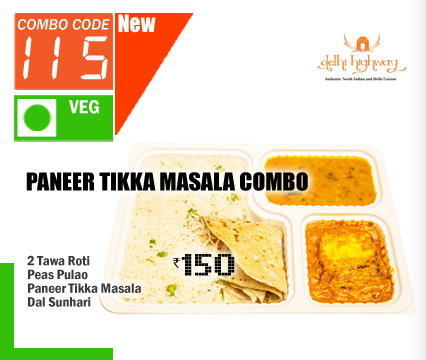 COMBO CODE
115
New
VEG
delhi highway
Authentic North Indian and Delhi Cuisine
PANEER TIKKA MASALA COMBO
2 Tawa Roti
Peas Pulao
Paneer Tikka Masala
Dal Sunhari
₹150